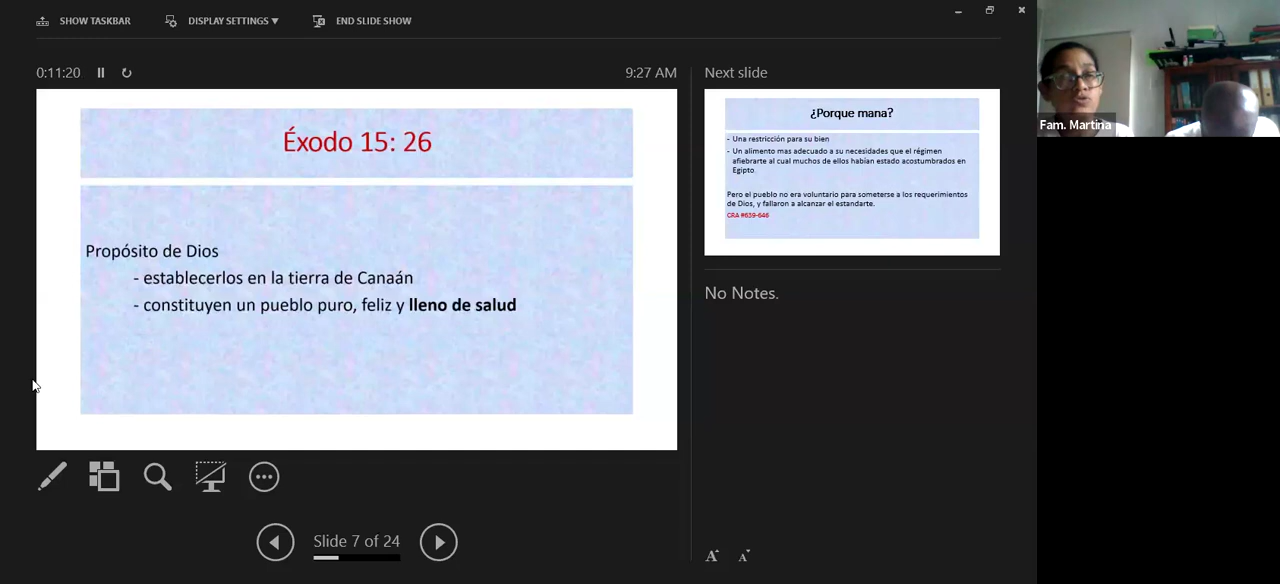 SHOW TASKBAR DISPLAY SETTINGS ▼ END SLIDE SHOW
0:11:20 9:27 AM
Éxodo 15: 26
Propósito de Dios
- establecerlos en la tierra de Canaán
- constituyen un pueblo puro, feliz y lleno de salud
Slide 7 of 24
Next slide
¿Porque mana?
- Una restricción para su bien
- Un alimento mas adecuado a su necesidades que el régimen
afiebrarte al cual muchos de ellos habían estado acostumbrados en
Egipto.
Pero el pueblo no era voluntario para someterse a los requerimientos
de Dios, y fallaron a alcanzar el estandarte.
CRA #639-646
No Notes.
A A
Fam. Martina